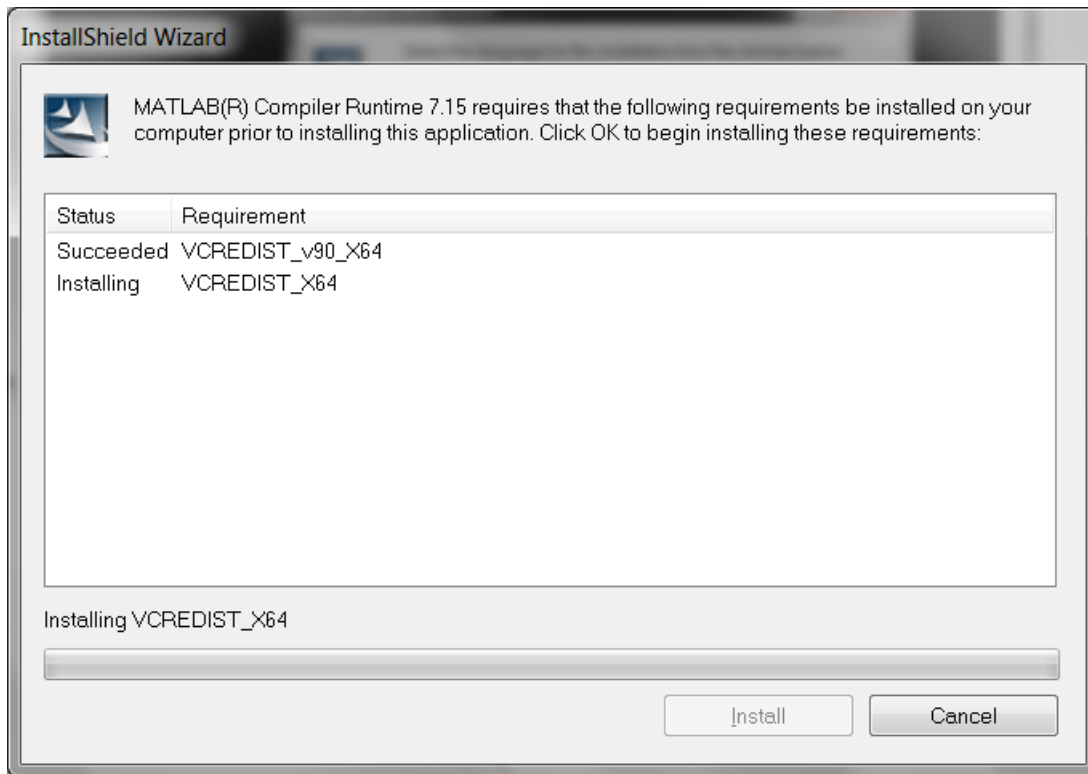 InstallShield Wizard
MATLAB(R) Compiler Runtime 7.15 requires that the following requirements be installed on your
computer prior to installing this application. Click OK to begin installing these requirements:
Status Requirement
Succeeded VCREDIST_v90_X64
Installing VCREDIST_X64
Installing VCREDIST_X64
Install Cancel